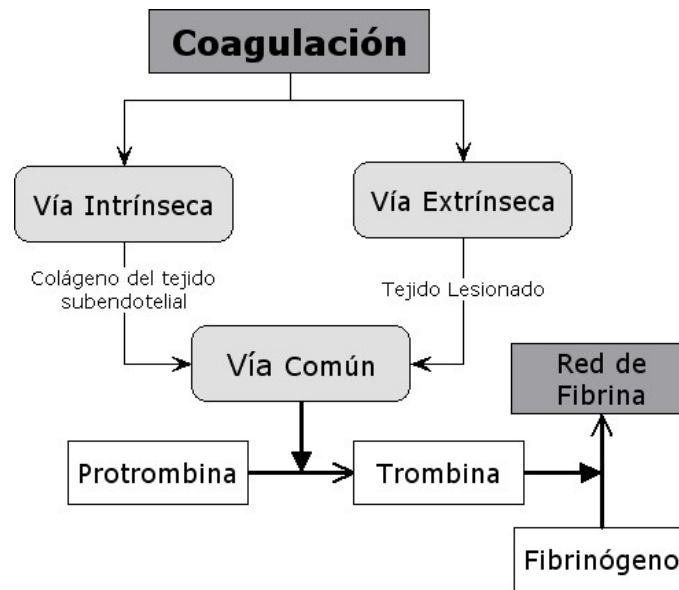 Coagulación
Vía Intrínseca
Vía Extrínseca
Colágeno del tejido
subendotelial
Tejido Lesionado
Vía Común
Red de
Fibrina
Protrombina
Trombina
Fibrinógeno